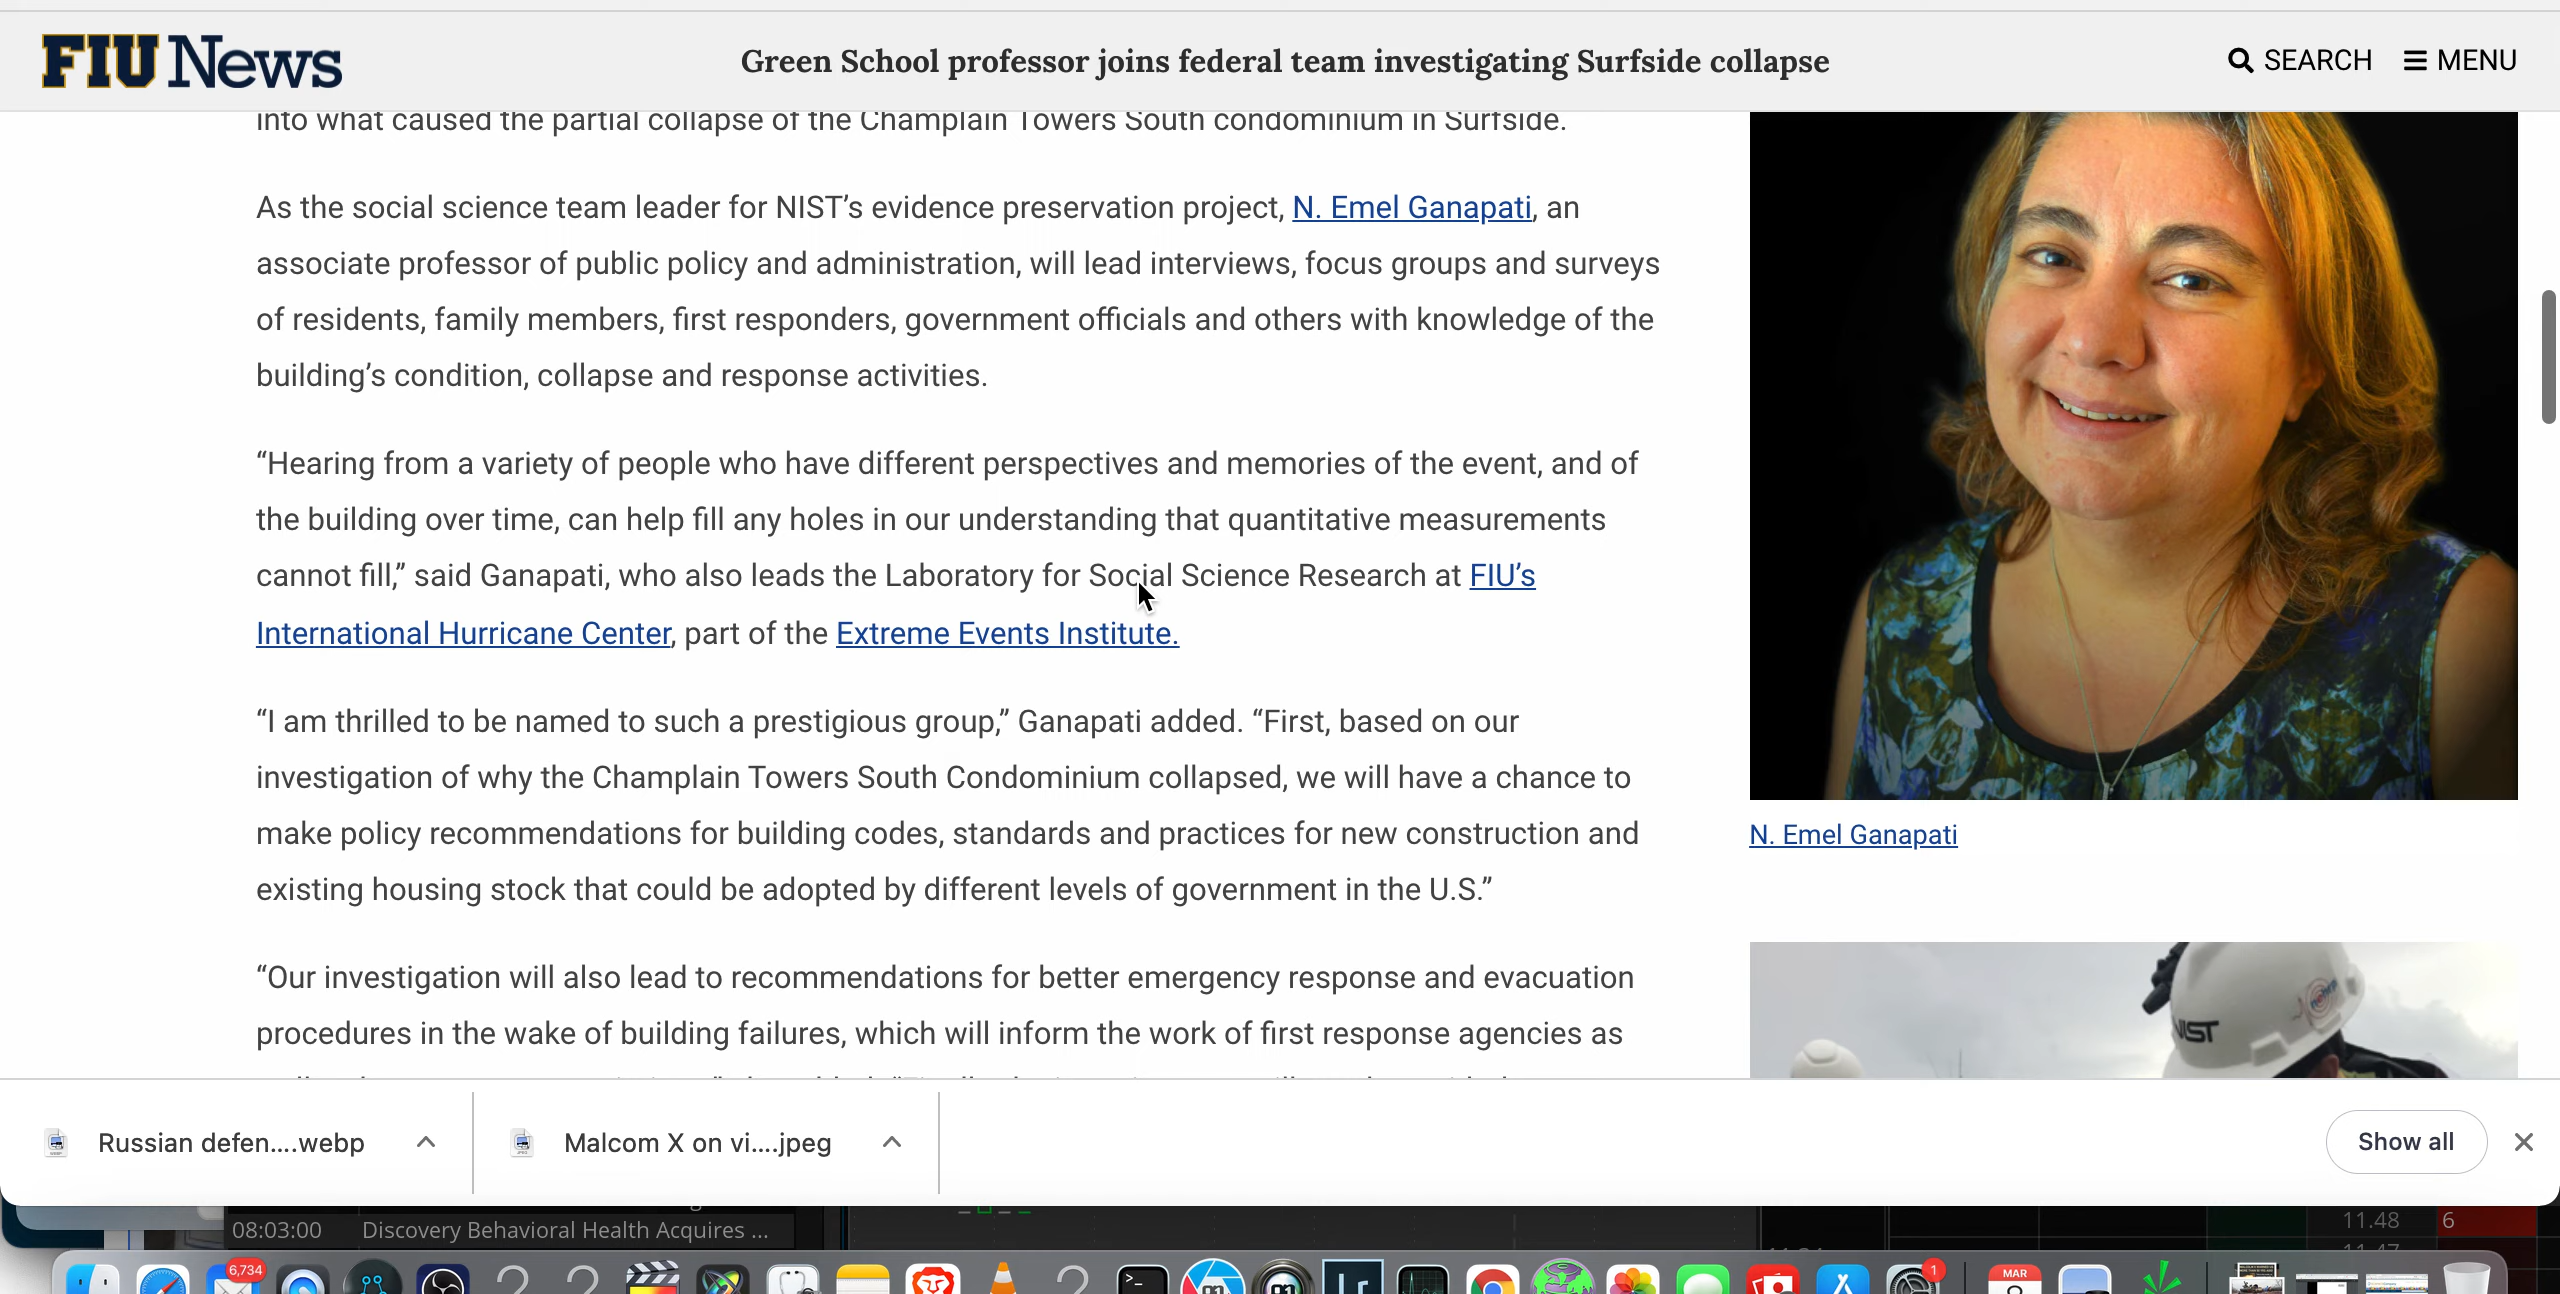 FIU News
Green School professor joins federal team investigating Surfside collapse
SEARCH
MENU
into what caused the partial collapse of the Champlain Towers South condominium in Surfside.
As the social science team leader for NIST’s evidence preservation project, N. Emel Ganapati, an
associate professor of public policy and administration, will lead interviews, focus groups and surveys
of residents, family members, first responders, government officials and others with knowledge of the
building’s condition, collapse and response activities.
“Hearing from a variety of people who have different perspectives and memories of the event, and of
the building over time, can help fill any holes in our understanding that quantitative measurements
cannot fill,” said Ganapati, who also leads the Laboratory for Social Science Research at FIU’s
International Hurricane Center, part of the Extreme Events Institute.
“I am thrilled to be named to such a prestigious group,” Ganapati added. “First, based on our
investigation of why the Champlain Towers South Condominium collapsed, we will have a chance to
make policy recommendations for building codes, standards and practices for new construction and
existing housing stock that could be adopted by different levels of government in the U.S.”
“Our investigation will also lead to recommendations for better emergency response and evacuation
procedures in the wake of building failures, which will inform the work of first response agencies as
N. Emel Ganapati
NIST
Russian defen....webp
Malcom X on vi....jpeg
Show all
08:03:00 Discovery Behavioral Health Acquires ...
11.48 6
6,734
Lr
1
MAR